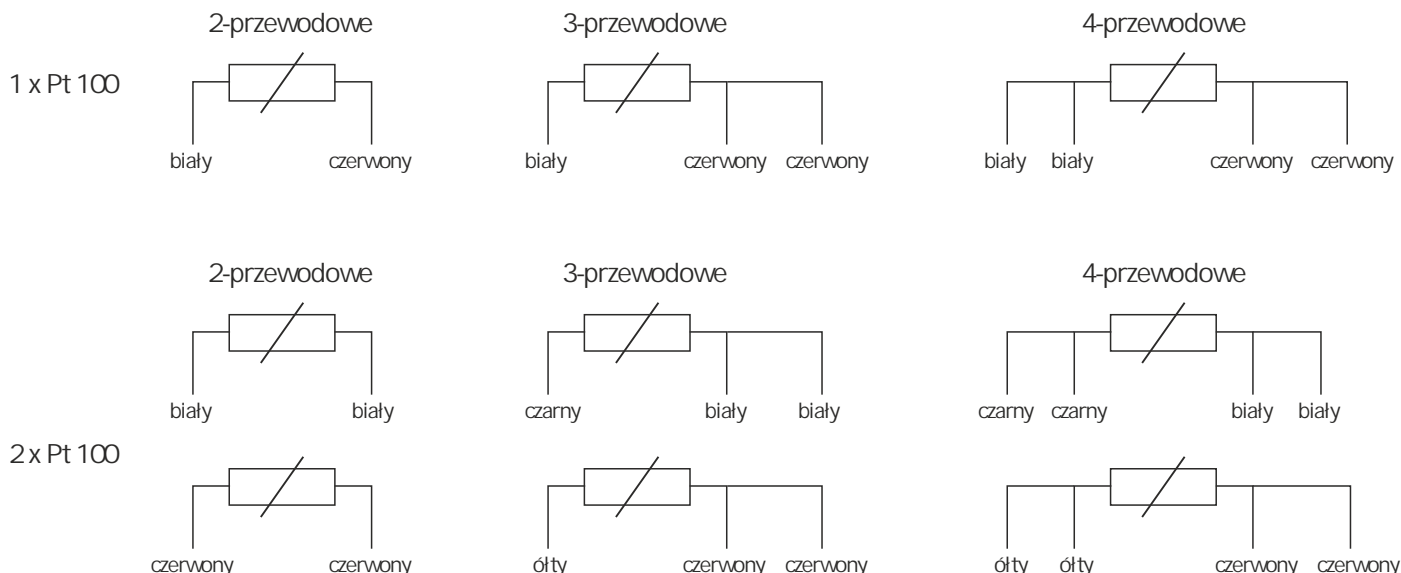 2-przewodowe 3-przewodowe 4-przewodowe
1 x Pt 100
biały czerwony biały czerwony czerwony biały biały czerwony czerwony
2-przewodowe 3-przewodowe 4-przewodowe
biały biały czarny biały biały czarny czarny biały biały
2 x Pt 100
czerwony czerwony ółty czerwony czerwony ółty ółty czerwony czerwony